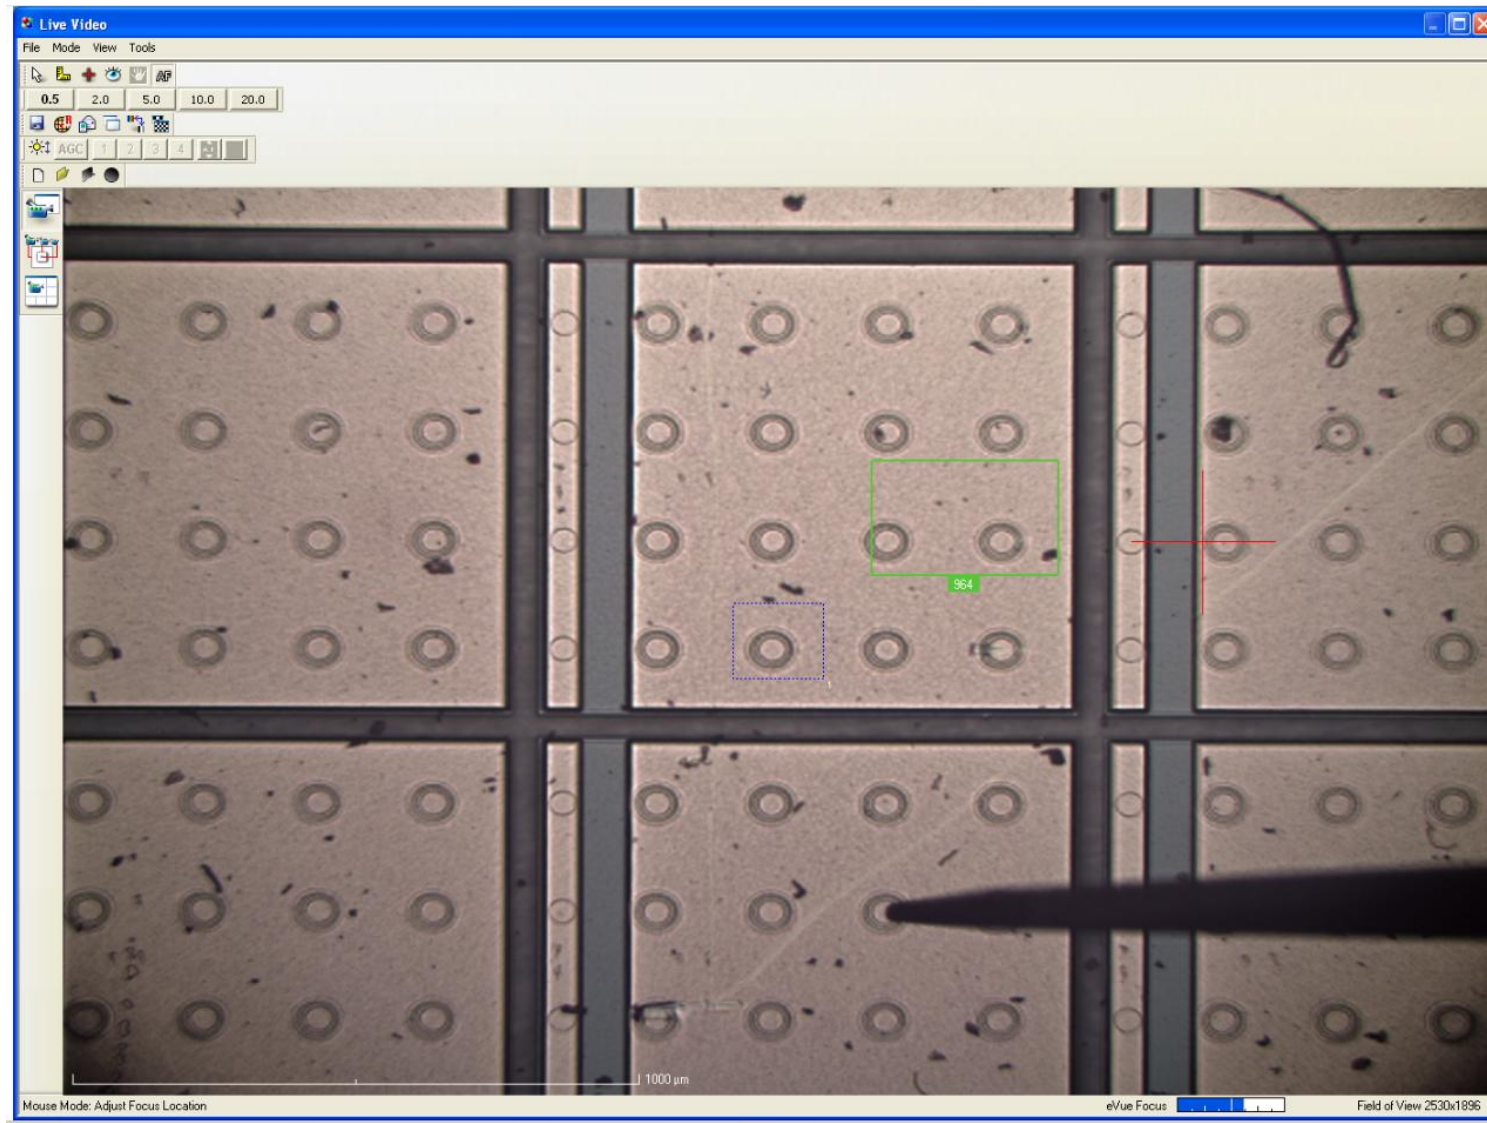 Live Video
File Mode View Tools
AF
0.5 2.0 5.0 10.0 20.0
AGC 1 2 3 4
964
1
1000 µm
Mouse Mode: Adjust Focus Location eVue Focus Field of View 2530x1896